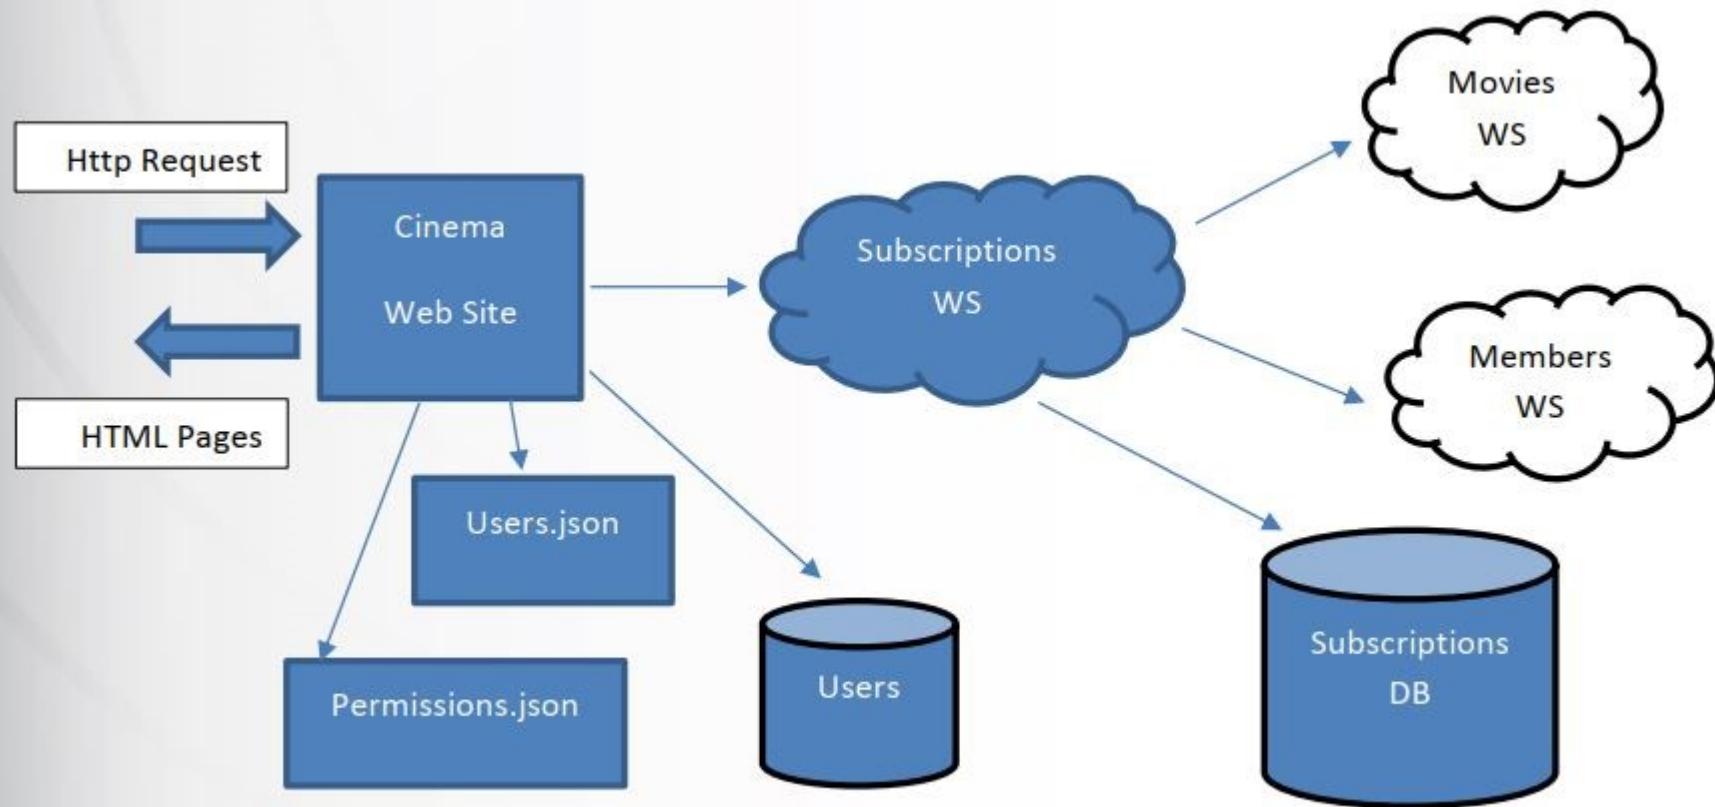 Http Request
HTML Pages
Cinema
Web Site
Users.json
Permissions.json
Users
Subscriptions
WS
Movies
WS
Members
WS
Subscriptions
DB